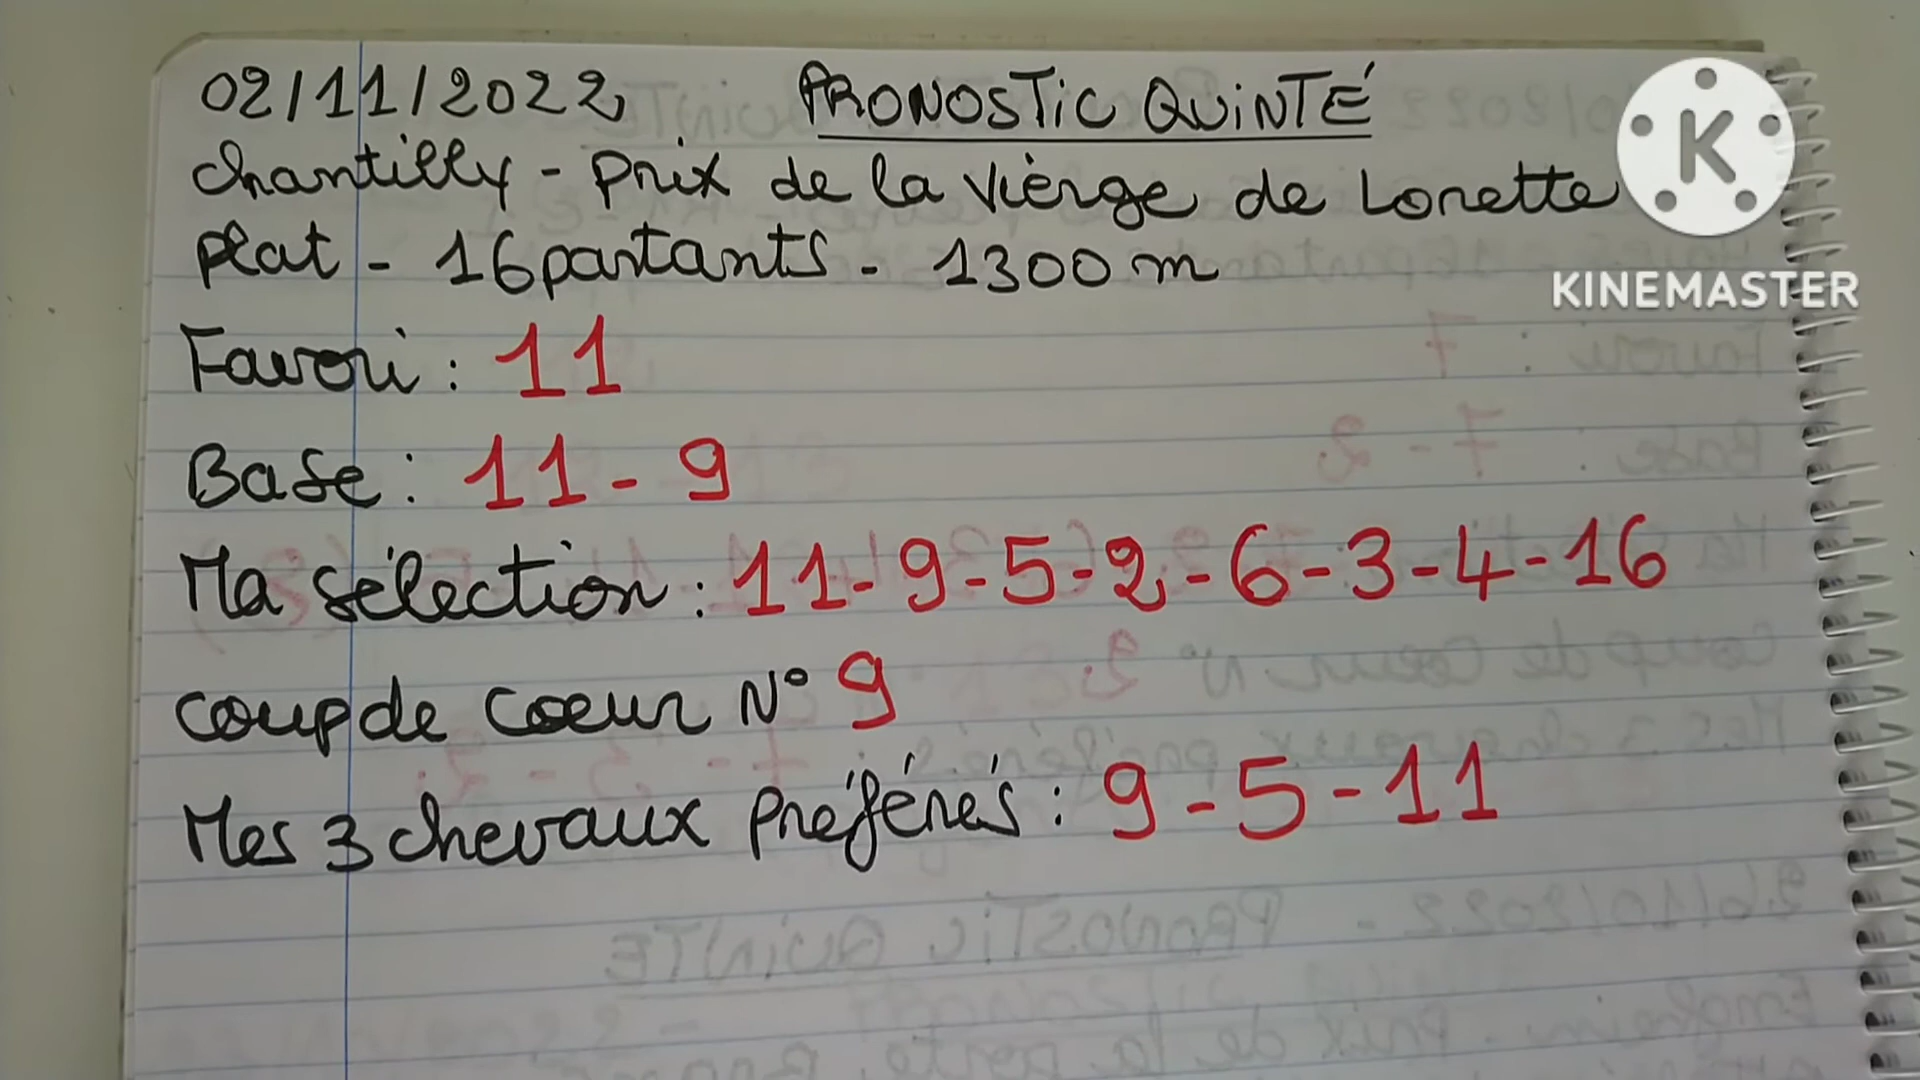 02/11/2022 PRONOSTIC QUINTÉ
Chantilly - Prix de la Vierge de Lorette
plat - 16 partants - 1300 m
Favori : 11
Base : 11 - 9
Ma sélection : 11-9-5-2-6-3-4-16
coup de coeur N° 9
Mes 3 chevaux préférés : 9-5-11
K
KINEMASTER